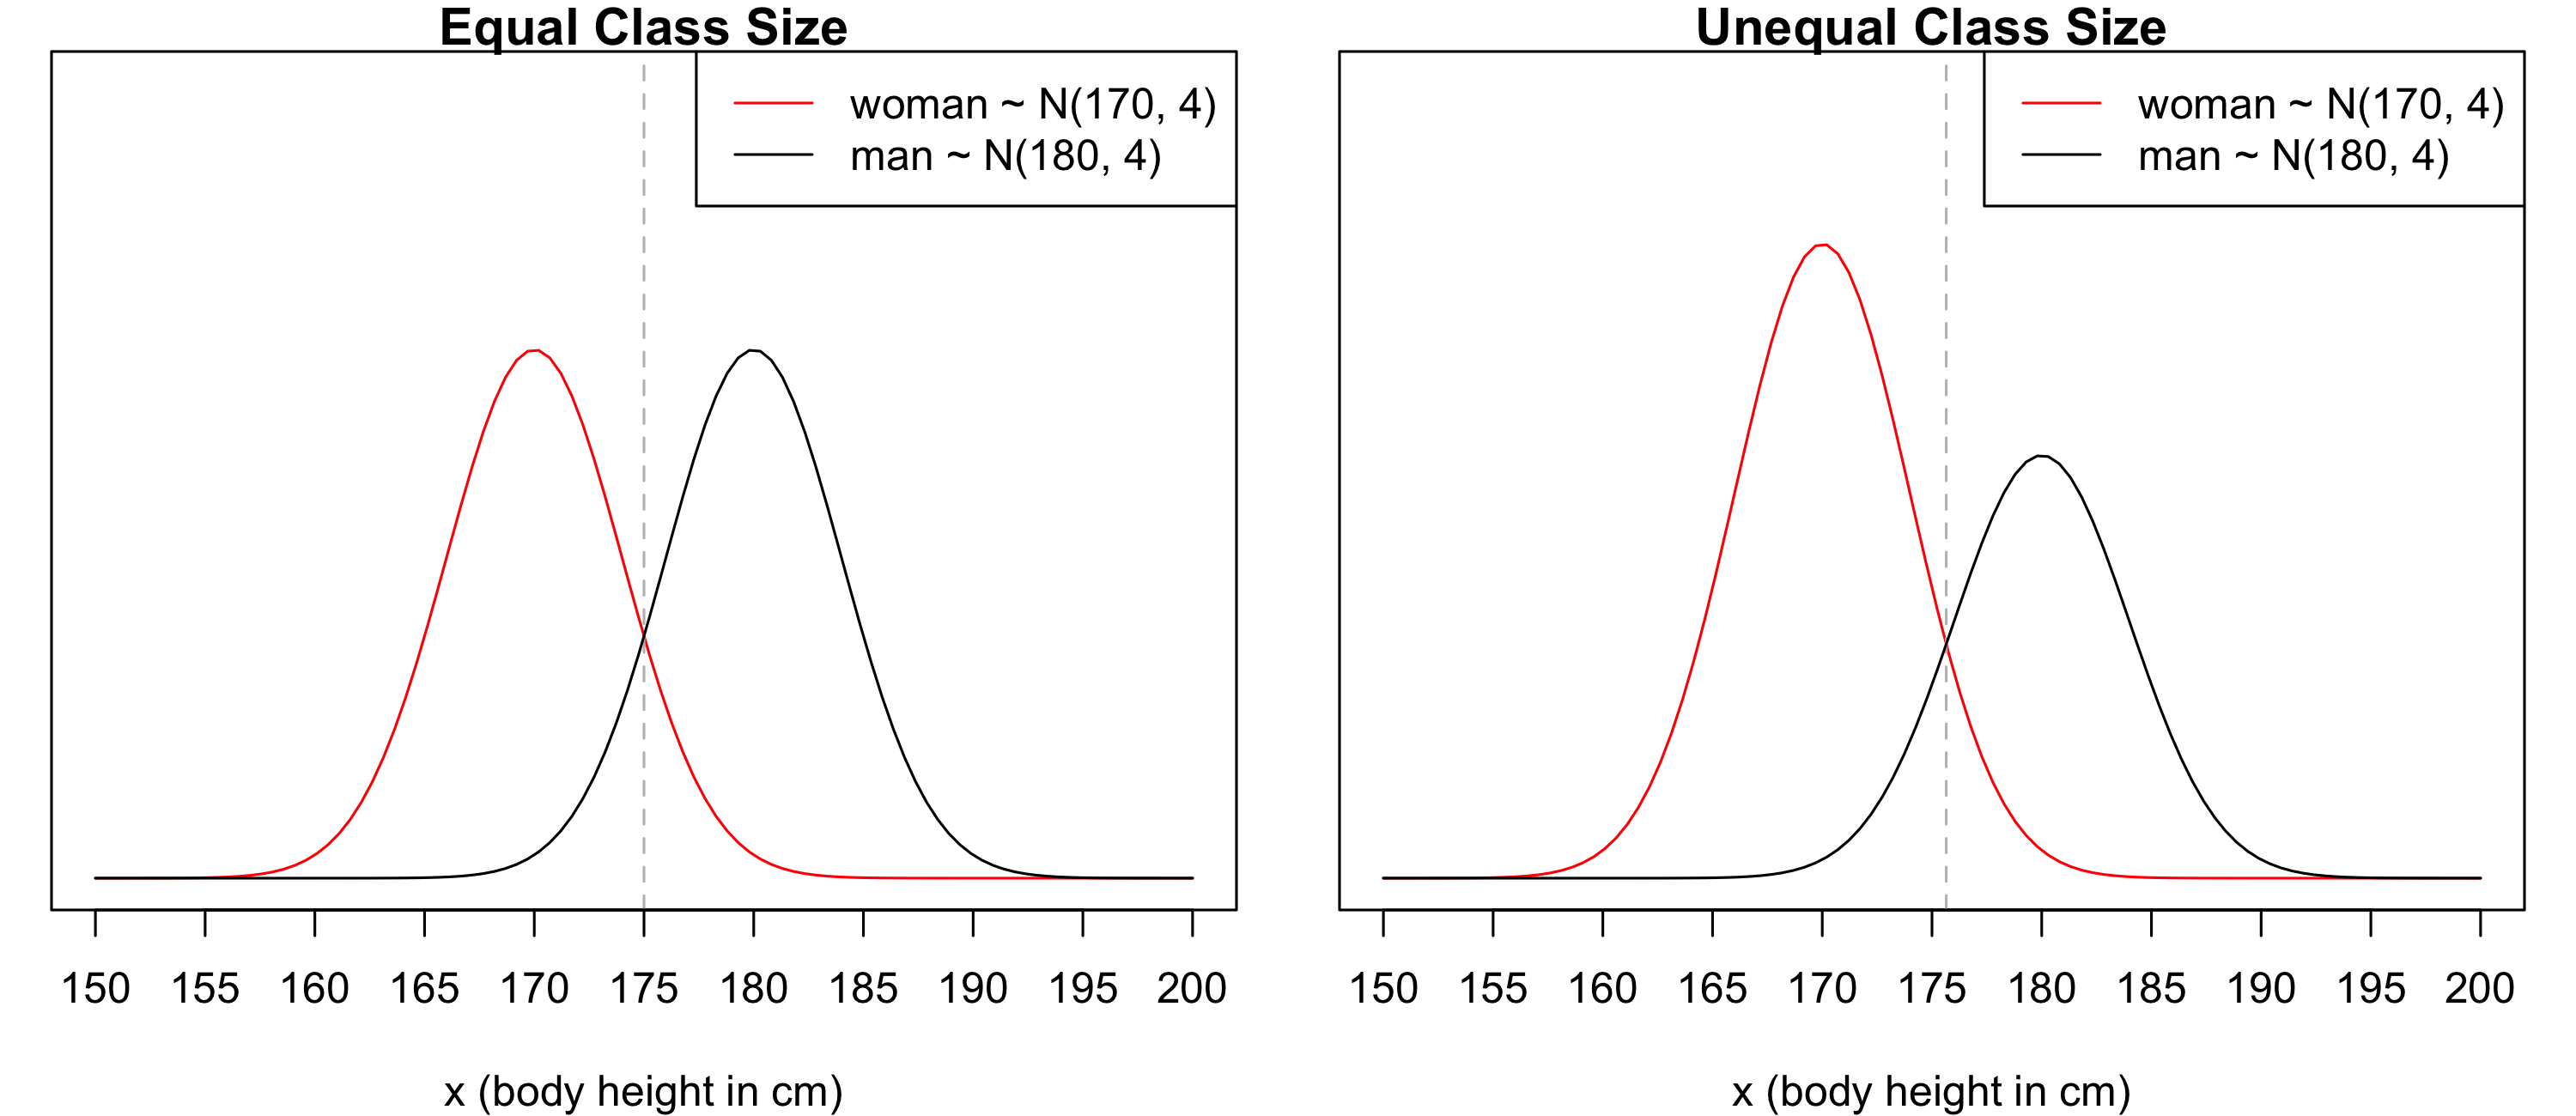 Equal Class Size
woman ~ N(170, 4)
man ~ N(180, 4)
150 155 160 165 170 175 180 185 190 195 200
x (body height in cm)
Unequal Class Size
woman ~ N(170, 4)
man ~ N(180, 4)
150 155 160 165 170 175 180 185 190 195 200
x (body height in cm)